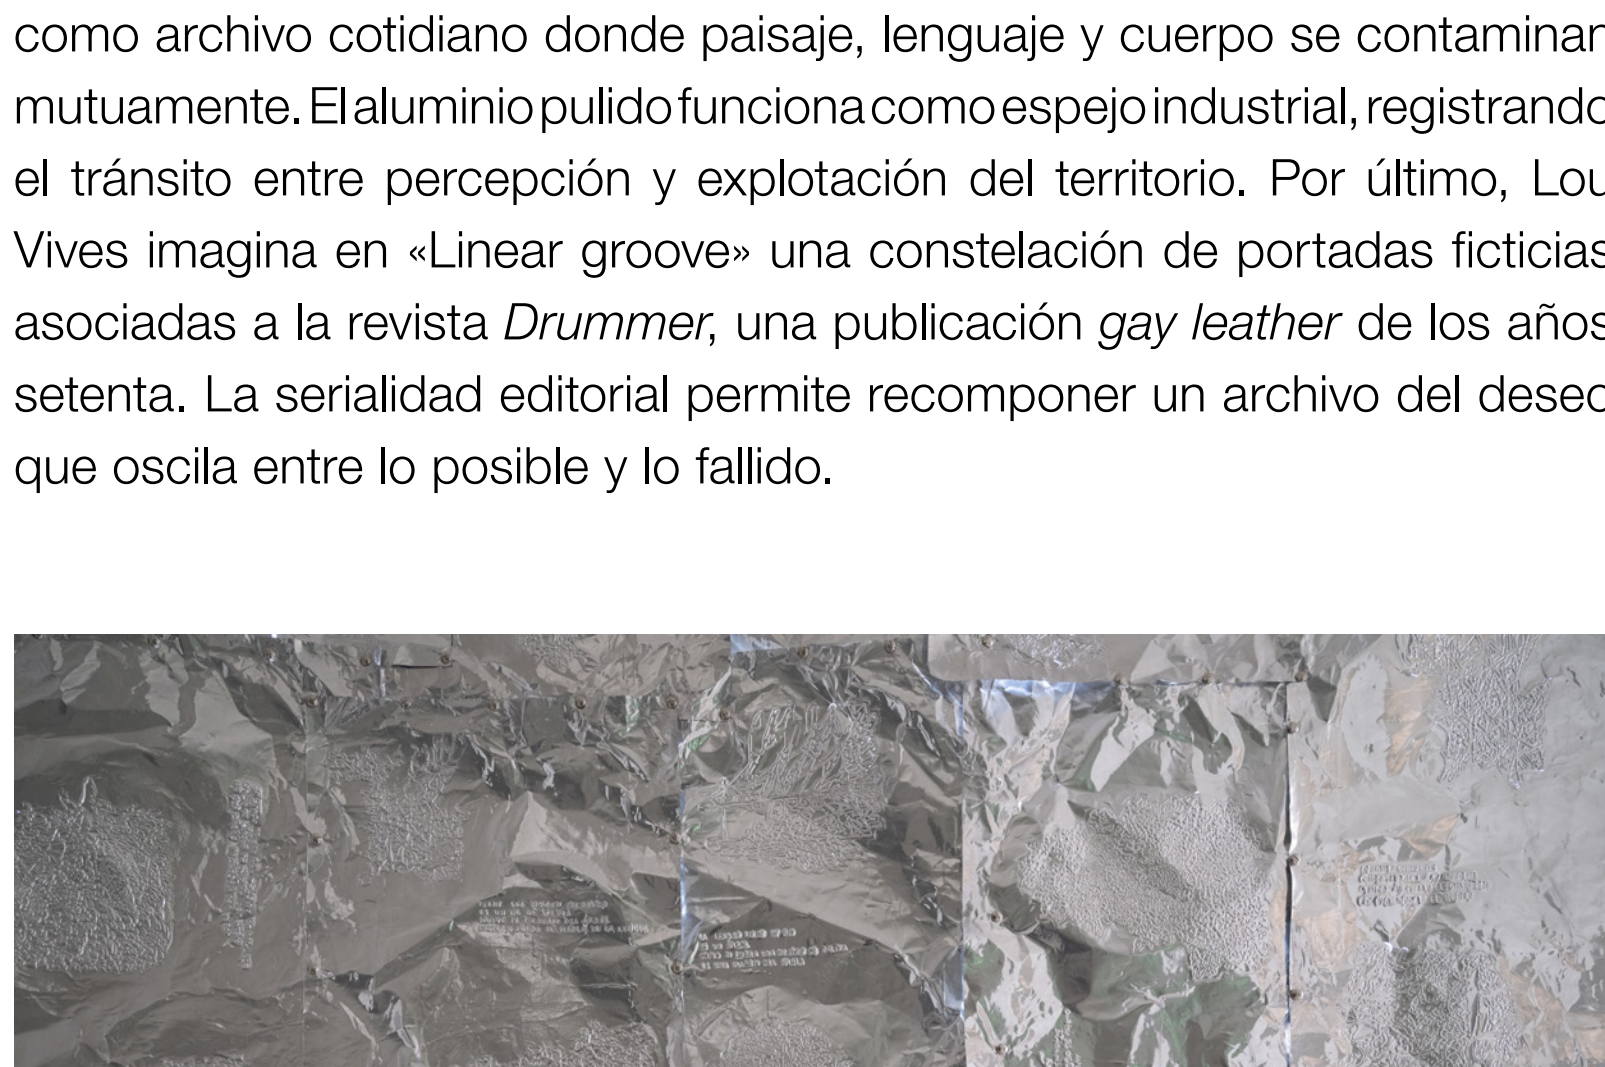 como archivo cotidiano donde paisaje, lenguaje y cuerpo se contaminan
mutuamente. El aluminio pulido funciona como espejo industrial, registrando
el tránsito entre percepción y explotación del territorio. Por último, Lou
Vives imagina en «Linear groove» una constelación de portadas ficticias
asociadas a la revista Drummer, una publicación gay leather de los años
setenta. La serialidad editorial permite recomponer un archivo del deseo
que oscila entre lo posible y lo fallido.